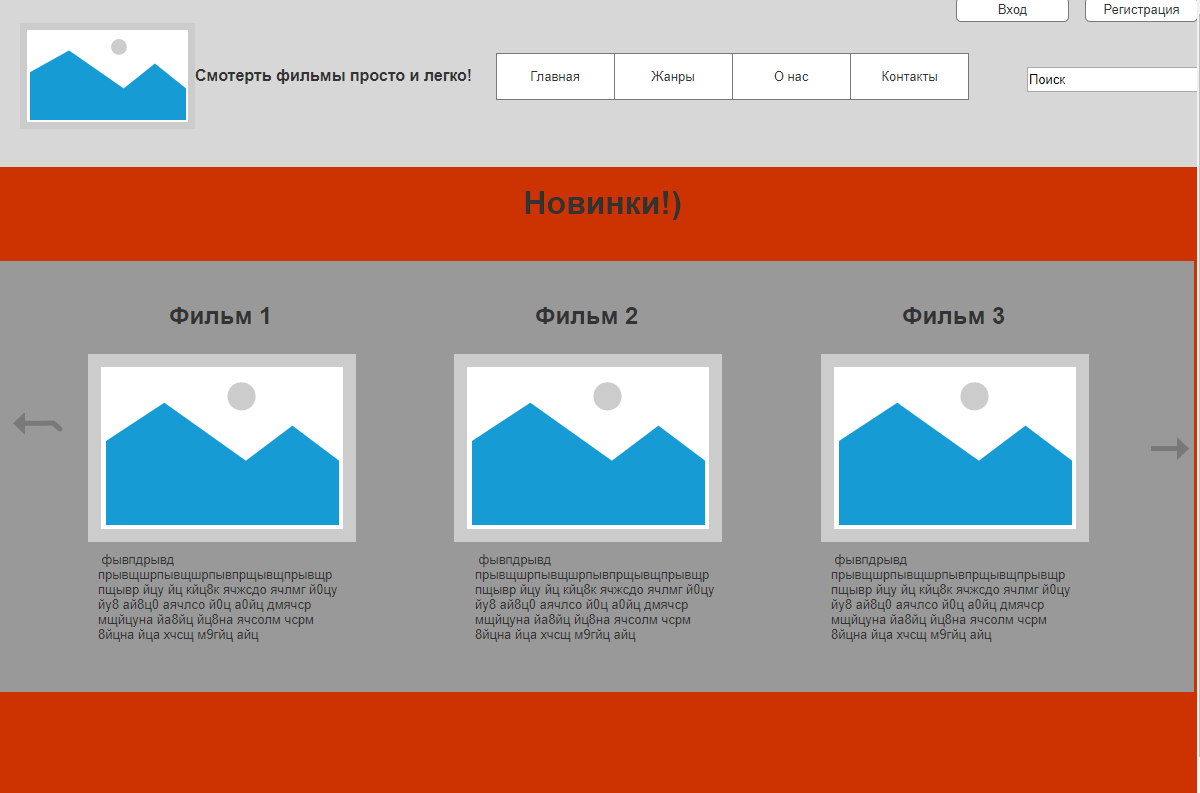 Вход
Регистрация
Смотерть фильмы просто и легко!
Главная
Жанры
О нас
Контакты
Поиск
Новинки!)
Фильм 1
Фильм 2
Фильм 3
фывпдрывд
прывщшрпывщшрпывпрщывщпрывщр
пщывр йцу йц кйц8к ячжсдо ячлмг й0цу
йу8 ай8ц0 аячлсо й0ц а0йц дмячср
мщйцуна йа8йц йц8на ячсолм чсрм
8йцна йца хчсщ м9гйц айц
фывпдрывд
прывщшрпывщшрпывпрщывщпрывщр
пщывр йцу йц кйц8к ячжсдо ячлмг й0цу
йу8 ай8ц0 аячлсо й0ц а0йц дмячср
мщйцуна йа8йц йц8на ячсолм чсрм
8йцна йца хчсщ м9гйц айц
фывпдрывд
прывщшрпывщшрпывпрщывщпрывщр
пщывр йцу йц кйц8к ячжсдо ячлмг й0цу
йу8 ай8ц0 аячлсо й0ц а0йц дмячср
мщйцуна йа8йц йц8на ячсолм чсрм
8йцна йца хчсщ м9гйц айц